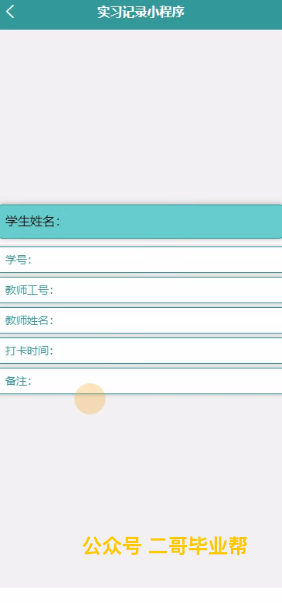 实习记录小程序
学生姓名：
学号：
教师工号：
教师姓名：
打卡时间：
备注：
公众号 二哥毕业帮